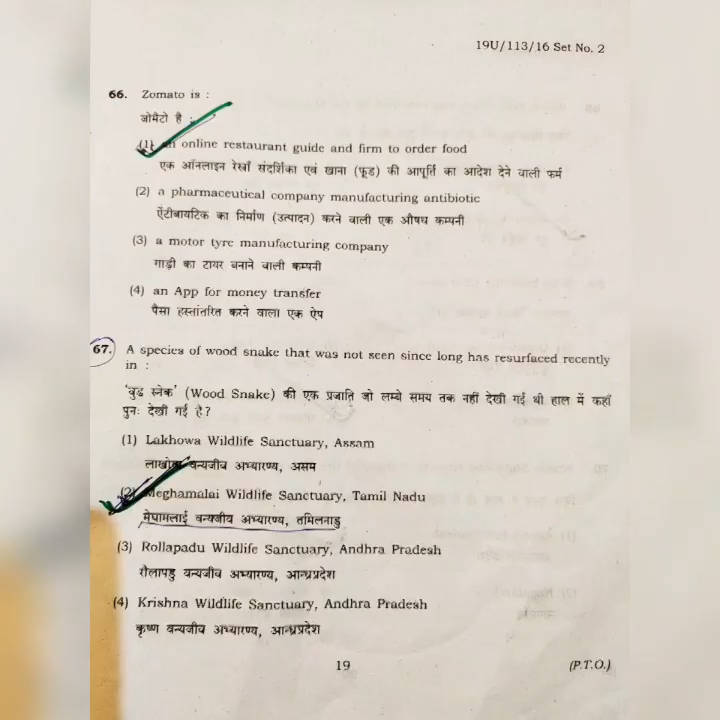 19U/113/16 Set No. 2
66. Zomato is :
जोमैटो है :
(1) an online restaurant guide and firm to order food
एक ऑनलाइन रेस्त्राँ संदर्शिका एवं खाना (फूड) की आपूर्ति का आदेश देने वाली फर्म
(2) a pharmaceutical company manufacturing antibiotic
ऐंटीबायटिक का निर्माण (उत्पादन) करने वाली एक औषध कम्पनी
(3) a motor tyre manufacturing company
गाड़ी का टायर बनाने वाली कम्पनी
(4) an App for money transfer
पैसा हस्तांतरित करने वाला एक ऐप
67. A species of wood snake that was not seen since long has resurfaced recently
in :
'वुड स्नेक' (Wood Snake) की एक प्रजाति जो लम्बे समय तक नहीं देखी गई थी हाल में कहाँ
पुनः देखी गई है?
(1) Lakhowa Wildlife Sanctuary, Assam
लाखोवा वन्यजीव अभ्यारण्य, असम
(2) Meghamalai Wildlife Sanctuary, Tamil Nadu
मेघामलाई वन्यजीव अभ्यारण्य, तमिलनाडु
(3) Rollapadu Wildlife Sanctuary, Andhra Pradesh
रौलापडु वन्यजीव अभ्यारण्य, आन्ध्रप्रदेश
(4) Krishna Wildlife Sanctuary, Andhra Pradesh
कृष्ण वन्यजीव अभ्यारण्य, आन्ध्रप्रदेश
19
(P.T.O.)